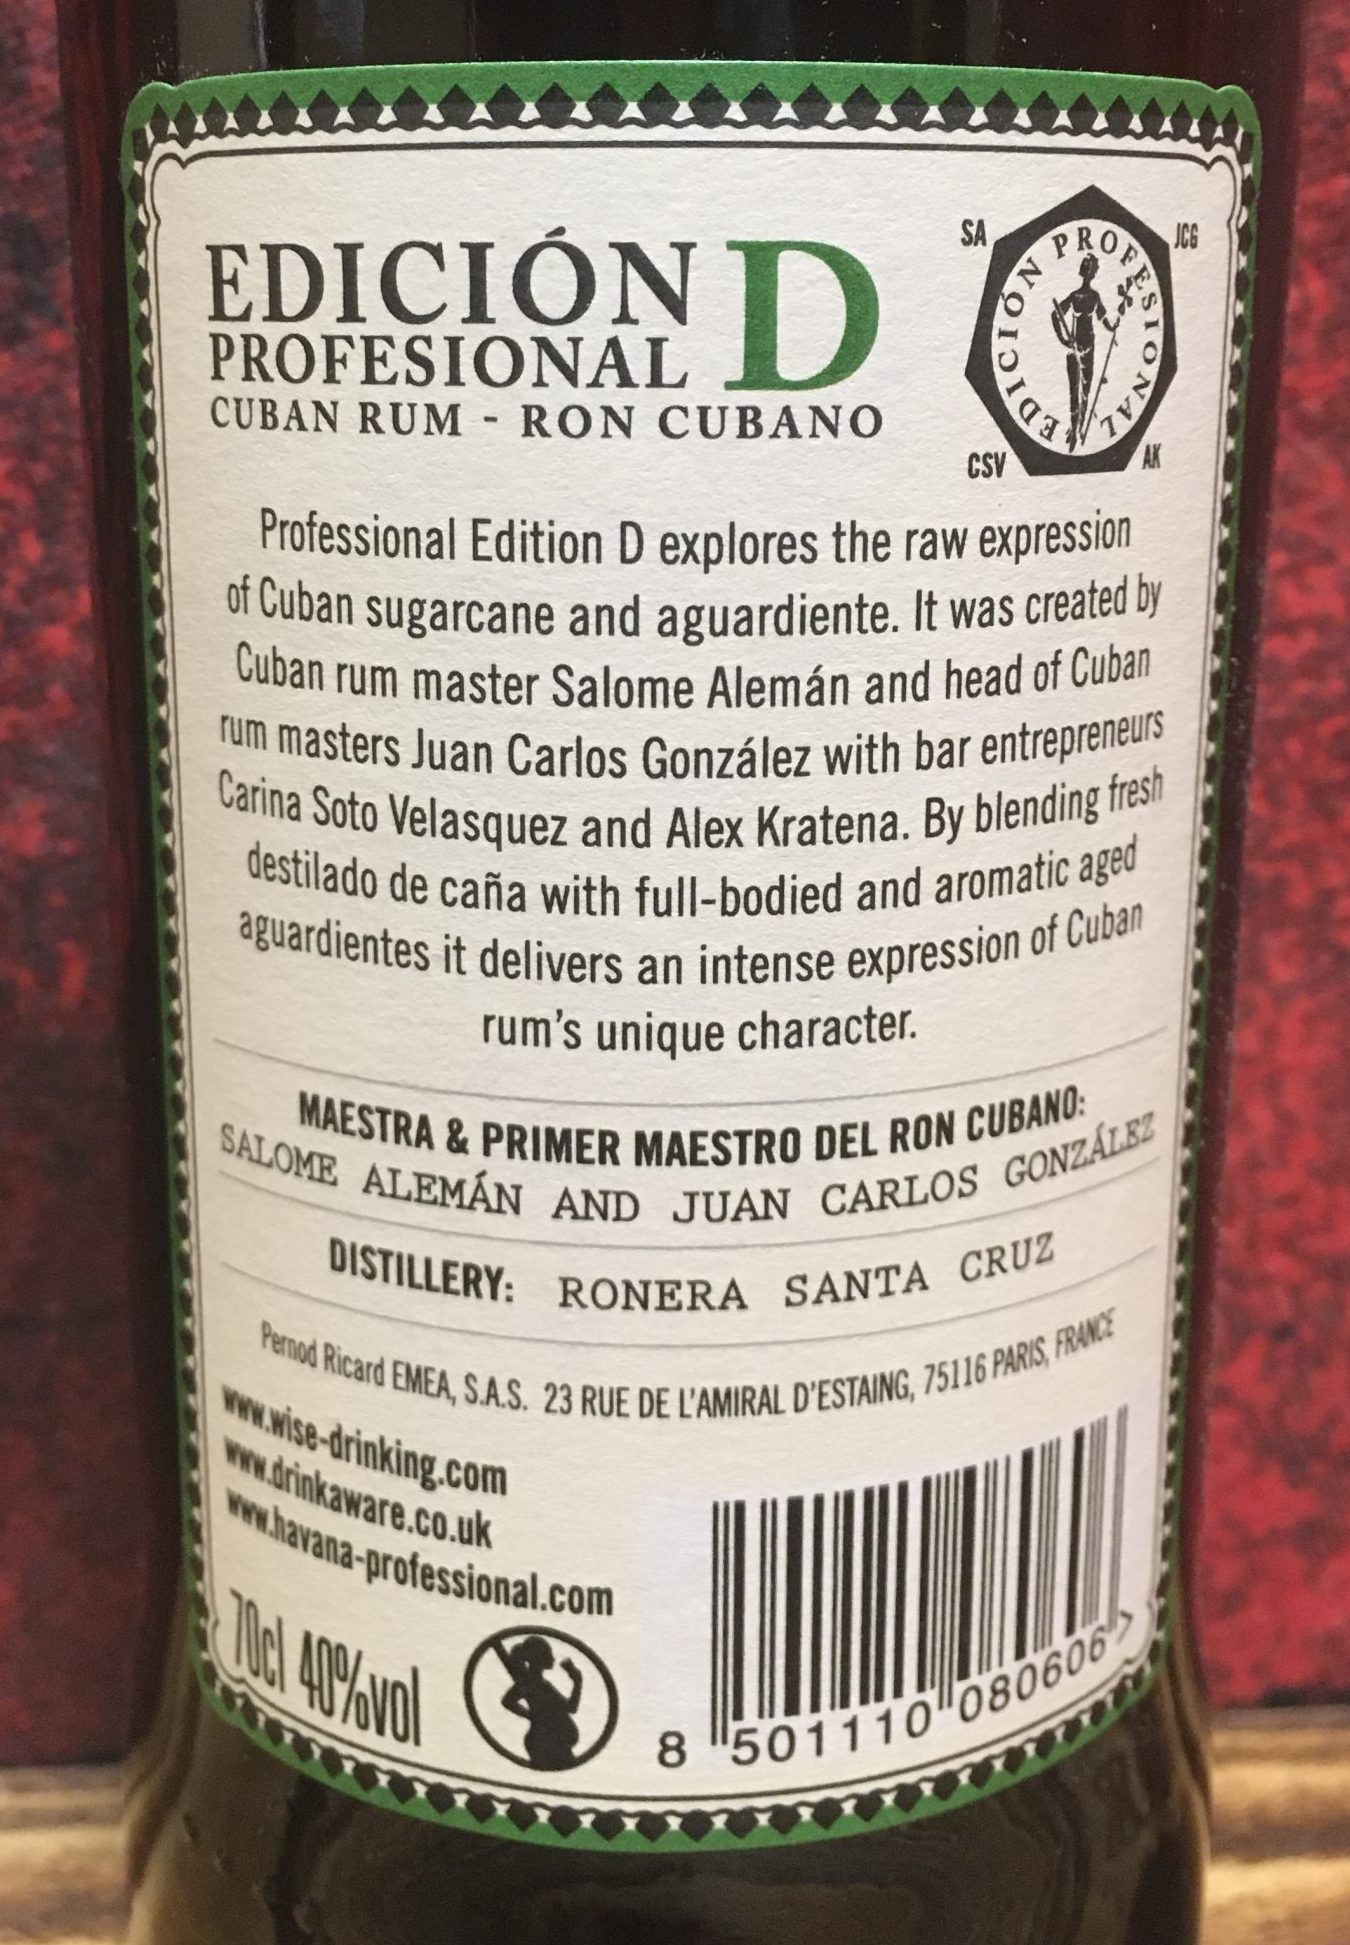 EDICIÓN D
PROFESIONAL
CUBAN RUM - RON CUBANO
SA
JCG
EDICIÓN PROFESIONAL
CSV
AK
Professional Edition D explores the raw expression
of Cuban sugarcane and aguardiente. It was created by
Cuban rum master Salome Alemán and head of Cuban
rum masters Juan Carlos González with bar entrepreneurs
Carina Soto Velasquez and Alex Kratena. By blending fresh
destilado de caña with full-bodied and aromatic aged
aguardientes it delivers an intense expression of Cuban
rum's unique character.
MAESTRA & PRIMER MAESTRO DEL RON CUBANO:
SALOME ALEMÁN AND JUAN CARLOS GONZÁLEZ
DISTILLERY: RONERA SANTA CRUZ
Pernod Ricard EMEA, S.A.S. 23 RUE DE L'AMIRAL D'ESTAING, 75116 PARIS, FRANCE
www.wise-drinking.com
www.drinkaware.co.uk
www.havana-professional.com
70cl 40%vol
8 501110 080606 >